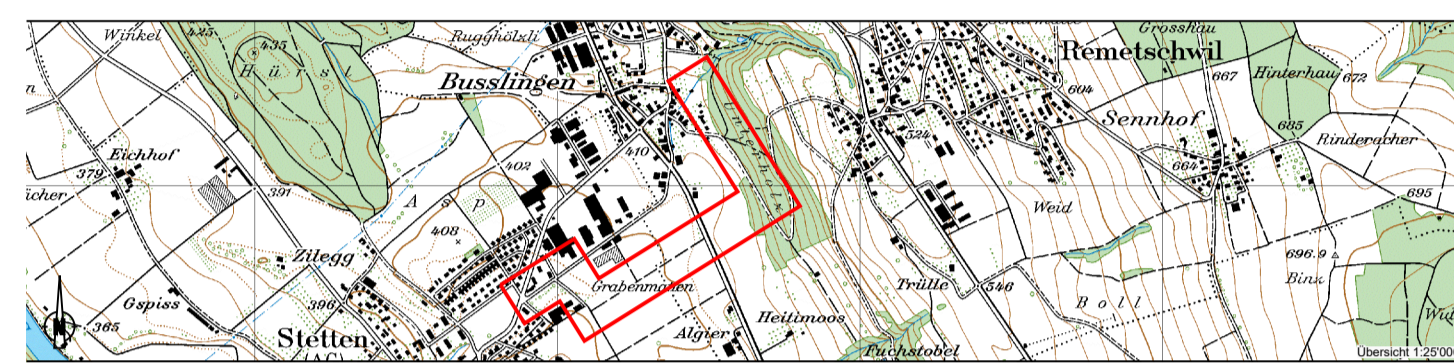 Winkel
425
435
Hürst
Rugghölzli
Busslingen
Remetschwil
Grosshau
667
Hinterhau
672
604
Sennhof
685
Rinderacher
524
410
402
Eichhof
379
391
Asp
408
664
695
Weid
Zilegg
396
Gspiss
365
N
Stetten
(AG)
Grabenmatten
Algier
Heitimoos
Trülle
546
Boll
696.9
Binz
Fuchstobel
Übersicht 1:25'00